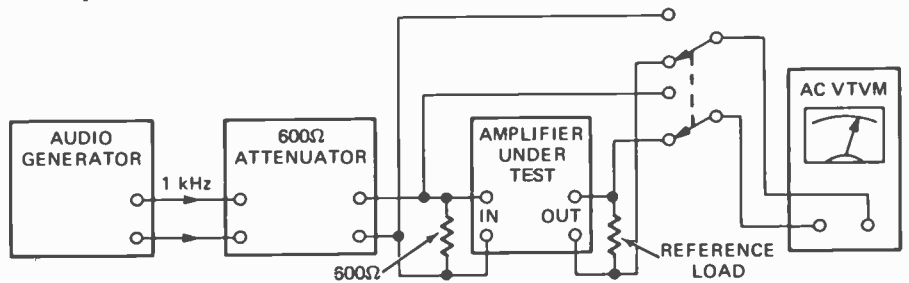 AUDIO
GENERATOR
1 kHz
600Ω
ATTENUATOR
600Ω
AMPLIFIER
UNDER
TEST
IN
OUT
REFERENCE
LOAD
AC VTVM